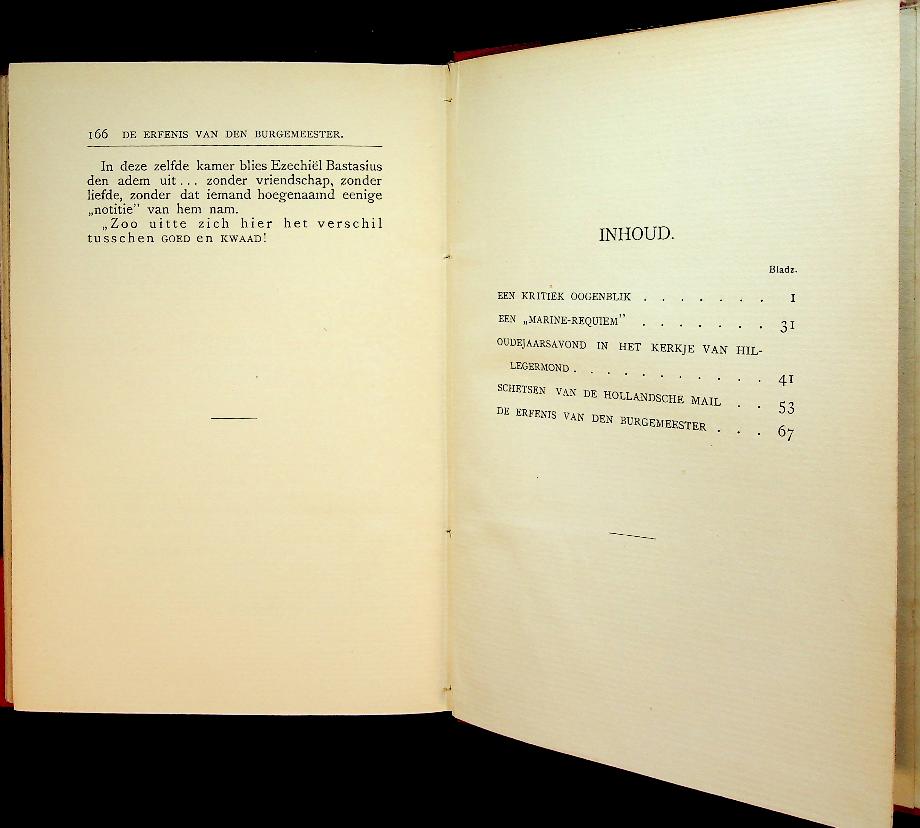 166 DE ERFENIS VAN DEN BURGEMEESTER.
In deze zelfde kamer blies Ezechiël Bastasius
den adem uit... zonder vriendschap, zonder
liefde, zonder dat iemand hoegenaamd eenige
„notitie” van hem nam.
„Zoo uitte zich hier het verschil
tusschen GOED en KWAAD!
INHOUD.
Bladz.
EEN KRITIEK OOGENBLIK . . . . . . . 1
EEN „MARINE-REQUIEM” . . . . . . . 31
OUDEJAARSAVOND IN HET KERKJE VAN HIL-
LEGERMOND . . . . . . . . . . . 41
SCHETSEN VAN DE HOLLANDSCHE MAIL . . 53
DE ERFENIS VAN DEN BURGEMEESTER . . . 67